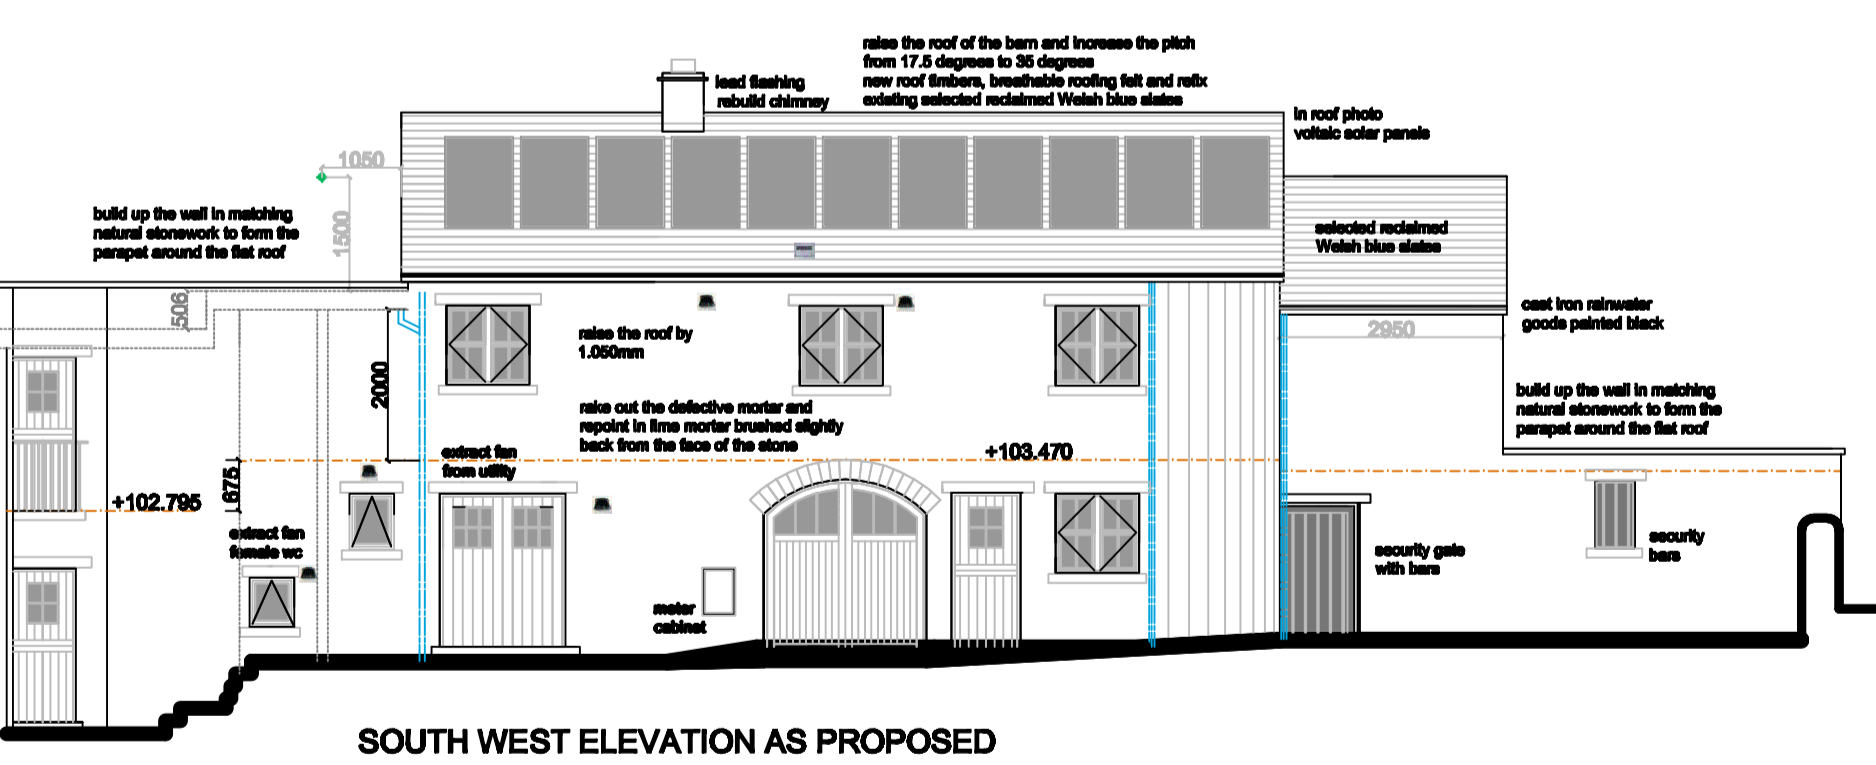 raise the roof of the barn and increase the pitch
from 17.5 degrees to 35 degrees
new roof timbers, breathable roofing felt and refix
existing selected reclaimed Welsh blue slates
lead flashing
rebuild chimney
in roof photo
voltaic solar panels
1050
1500
build up the wall in matching
natural stonework to form the
parapet around the flat roof
selected reclaimed
Welsh blue slates
506
cast iron rainwater
goods painted black
2950
raise the roof by
1.050mm
2000
rake out the defective mortar and
repoint in lime mortar brushed slightly
back from the face of the stone
build up the wall in matching
natural stonework to form the
parapet around the flat roof
extract fan
from utility
+103.470
675
+102.795
extract fan
female wc
security gate
with bars
security
bars
meter
cabinet
SOUTH WEST ELEVATION AS PROPOSED